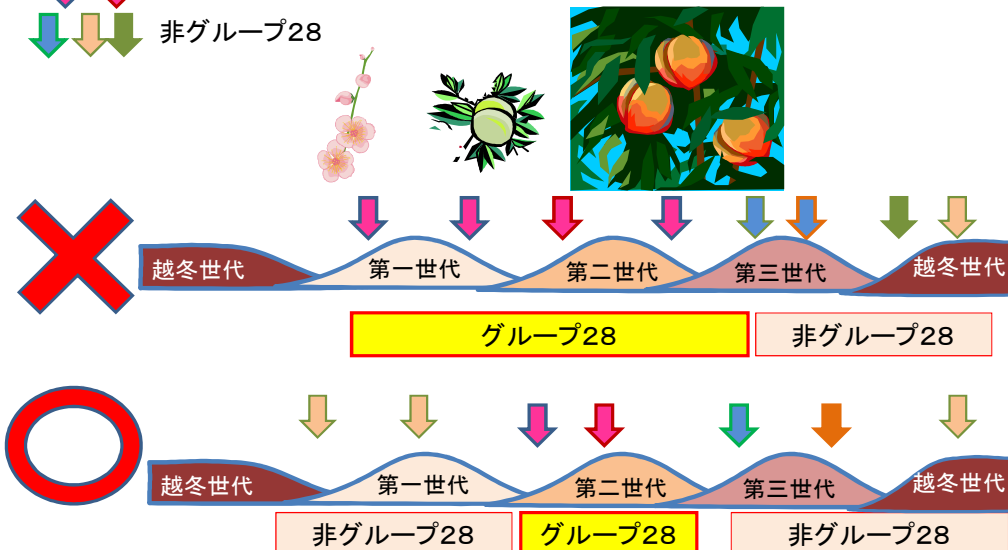 非グループ28
越冬世代
第一世代
第二世代
第三世代
越冬世代
グループ28
非グループ28
越冬世代
第一世代
第二世代
第三世代
越冬世代
非グループ28
グループ28
非グループ28